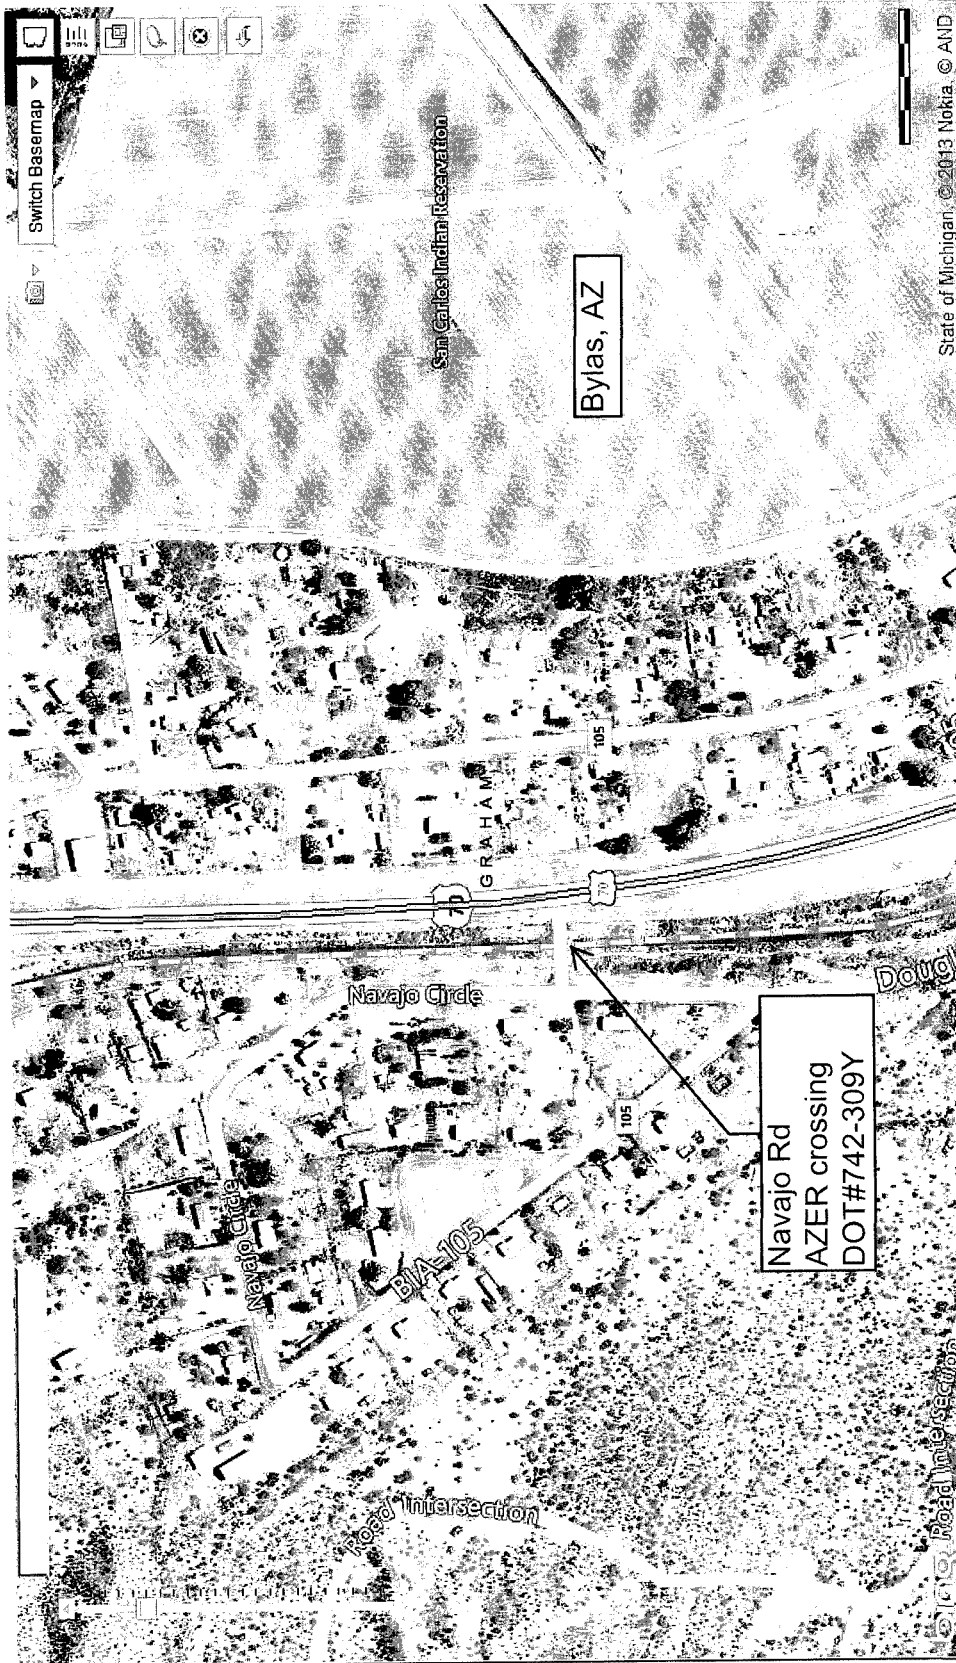 Switch Basemap
San Carlos Indian Reservation
Bylas, AZ
105
GRAHAM
70
70
Navajo Circle
Navajo Circle
BIA-105
105
Navajo Rd
AZER crossing
DOT#742-309Y
Dougl
Road Intersection
Road Intersection
State of Michigan, © 2013 Nokia, © AND